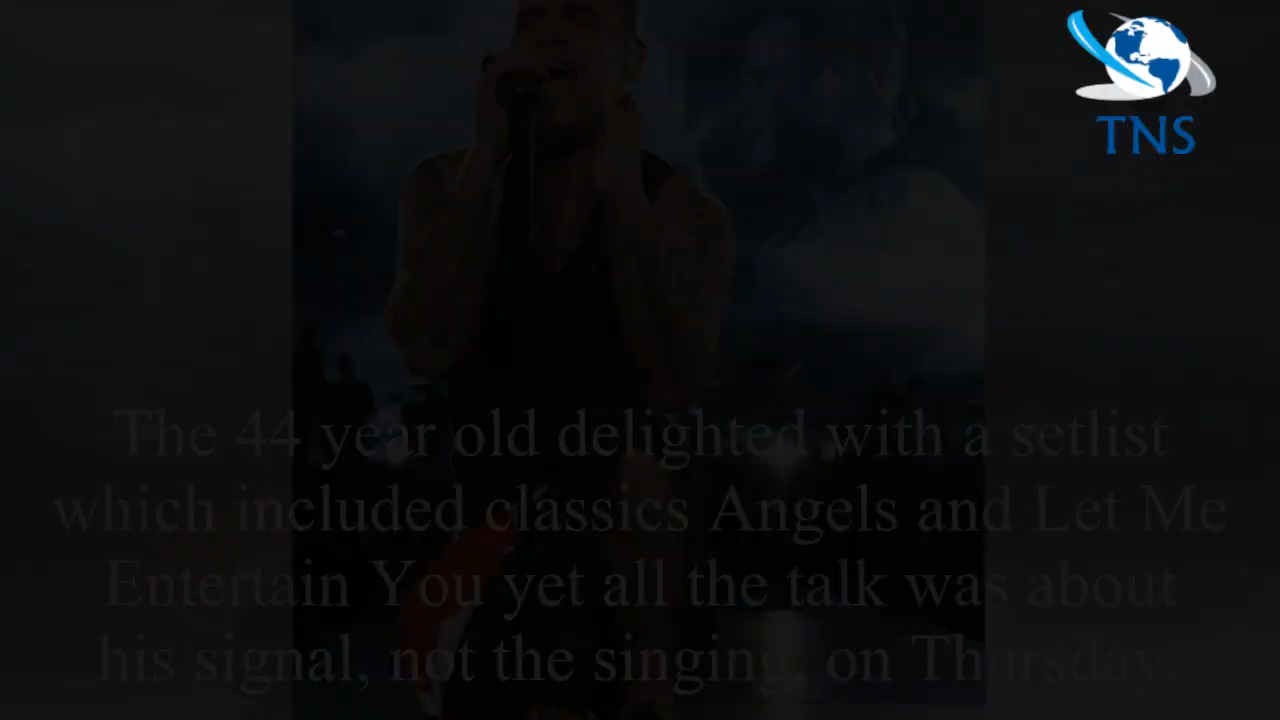 TNS
The 44 year old delighted with a setlist
which included classics Angels and Let Me
Entertain You yet all the talk was about
his signal, not the singing, on Thursday.